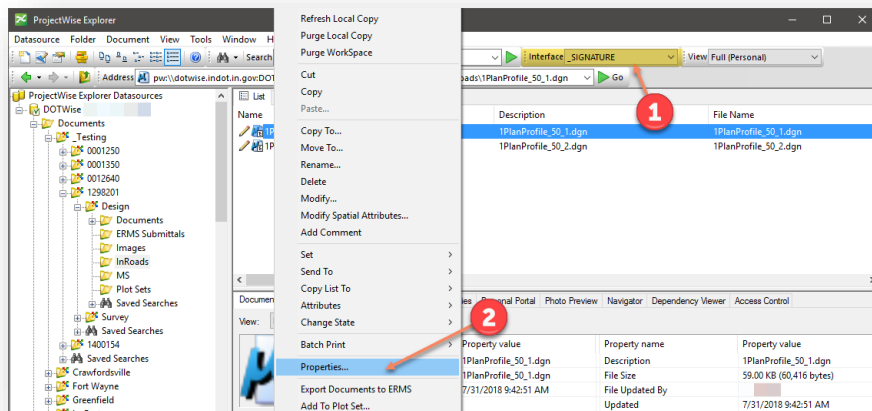 ProjectWise Explorer
Datasource Folder Document View Tools Window H
Search
Interface _SIGNATURE
View Full (Personal)
Address pw:\\dotwise.indot.in.gov:DOT
oads\1PlanProfile_50_1.dgn
Go
ProjectWise Explorer Datasources
DOTWise
Documents
_Testing
0001250
0001350
0012640
1298201
Design
Documents
ERMS Submittals
Images
InRoads
MS
Plot Sets
Saved Searches
Survey
Saved Searches
1400154
Saved Searches
Crawfordsville
Fort Wayne
Greenfield
List
Name Description File Name
1P 1PlanProfile_50_1.dgn 1PlanProfile_50_1.dgn
1P 1PlanProfile_50_2.dgn 1PlanProfile_50_2.dgn
Refresh Local Copy
Purge Local Copy
Purge WorkSpace
Cut
Copy
Paste...
Copy To...
Move To...
Rename...
Delete
Modify...
Modify Spatial Attributes...
Add Comment
Set
Send To
Copy List To
Attributes
Change State
Batch Print
Properties...
Export Documents to ERMS
Add To Plot Set...
1
2
Documen
ies Personal Portal Photo Preview Navigator Dependency Viewer Access Control
View:
Property value Property name Property value
1PlanProfile_50_1.dgn Description 1PlanProfile_50_1.dgn
1PlanProfile_50_1.dgn File Size 59.00 KB (60,416 bytes)
7/31/2018 9:42:51 AM File Updated By
Updated 7/31/2018 9:42:51 AM